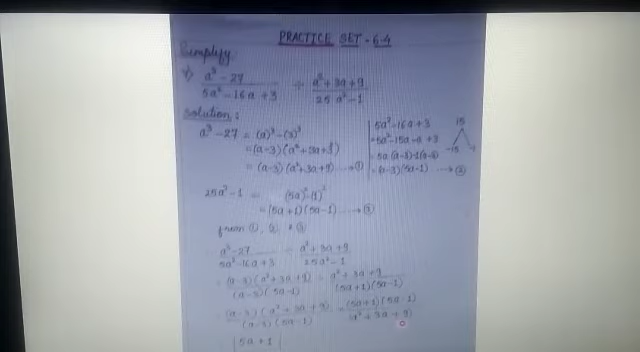 PRACTICE SET - 6.4
Simplify
a³ - 27 / 5a² - 16a + 3 ÷ a² + 3a + 9 / 25a² - 1
Solution :
a³ - 27 = (a)³ - (3)³
= (a-3) (a² + 3a + 3²)
= (a-3) (a² + 3a + 9) → ①
5a² - 16a + 3
= 5a² - 15a - a + 3
= 5a (a-3) - 1 (a-3)
= (a-3) (5a-1) → ②
15
-15
25a² - 1 = (5a)² - (1)²
= (5a+1) (5a-1) → ③
from ①, ②, & ③
a³ - 27 / 5a² - 16a + 3 ÷ a² + 3a + 9 / 25a² - 1
= (a-3) (a² + 3a + 9) / (a-3) (5a-1) ÷ a² + 3a + 9 / (5a+1) (5a-1)
= (a-3) (a² + 3a + 9) / (a-3) (5a-1) × (5a+1) (5a-1) / a² + 3a + 9
5a + 1